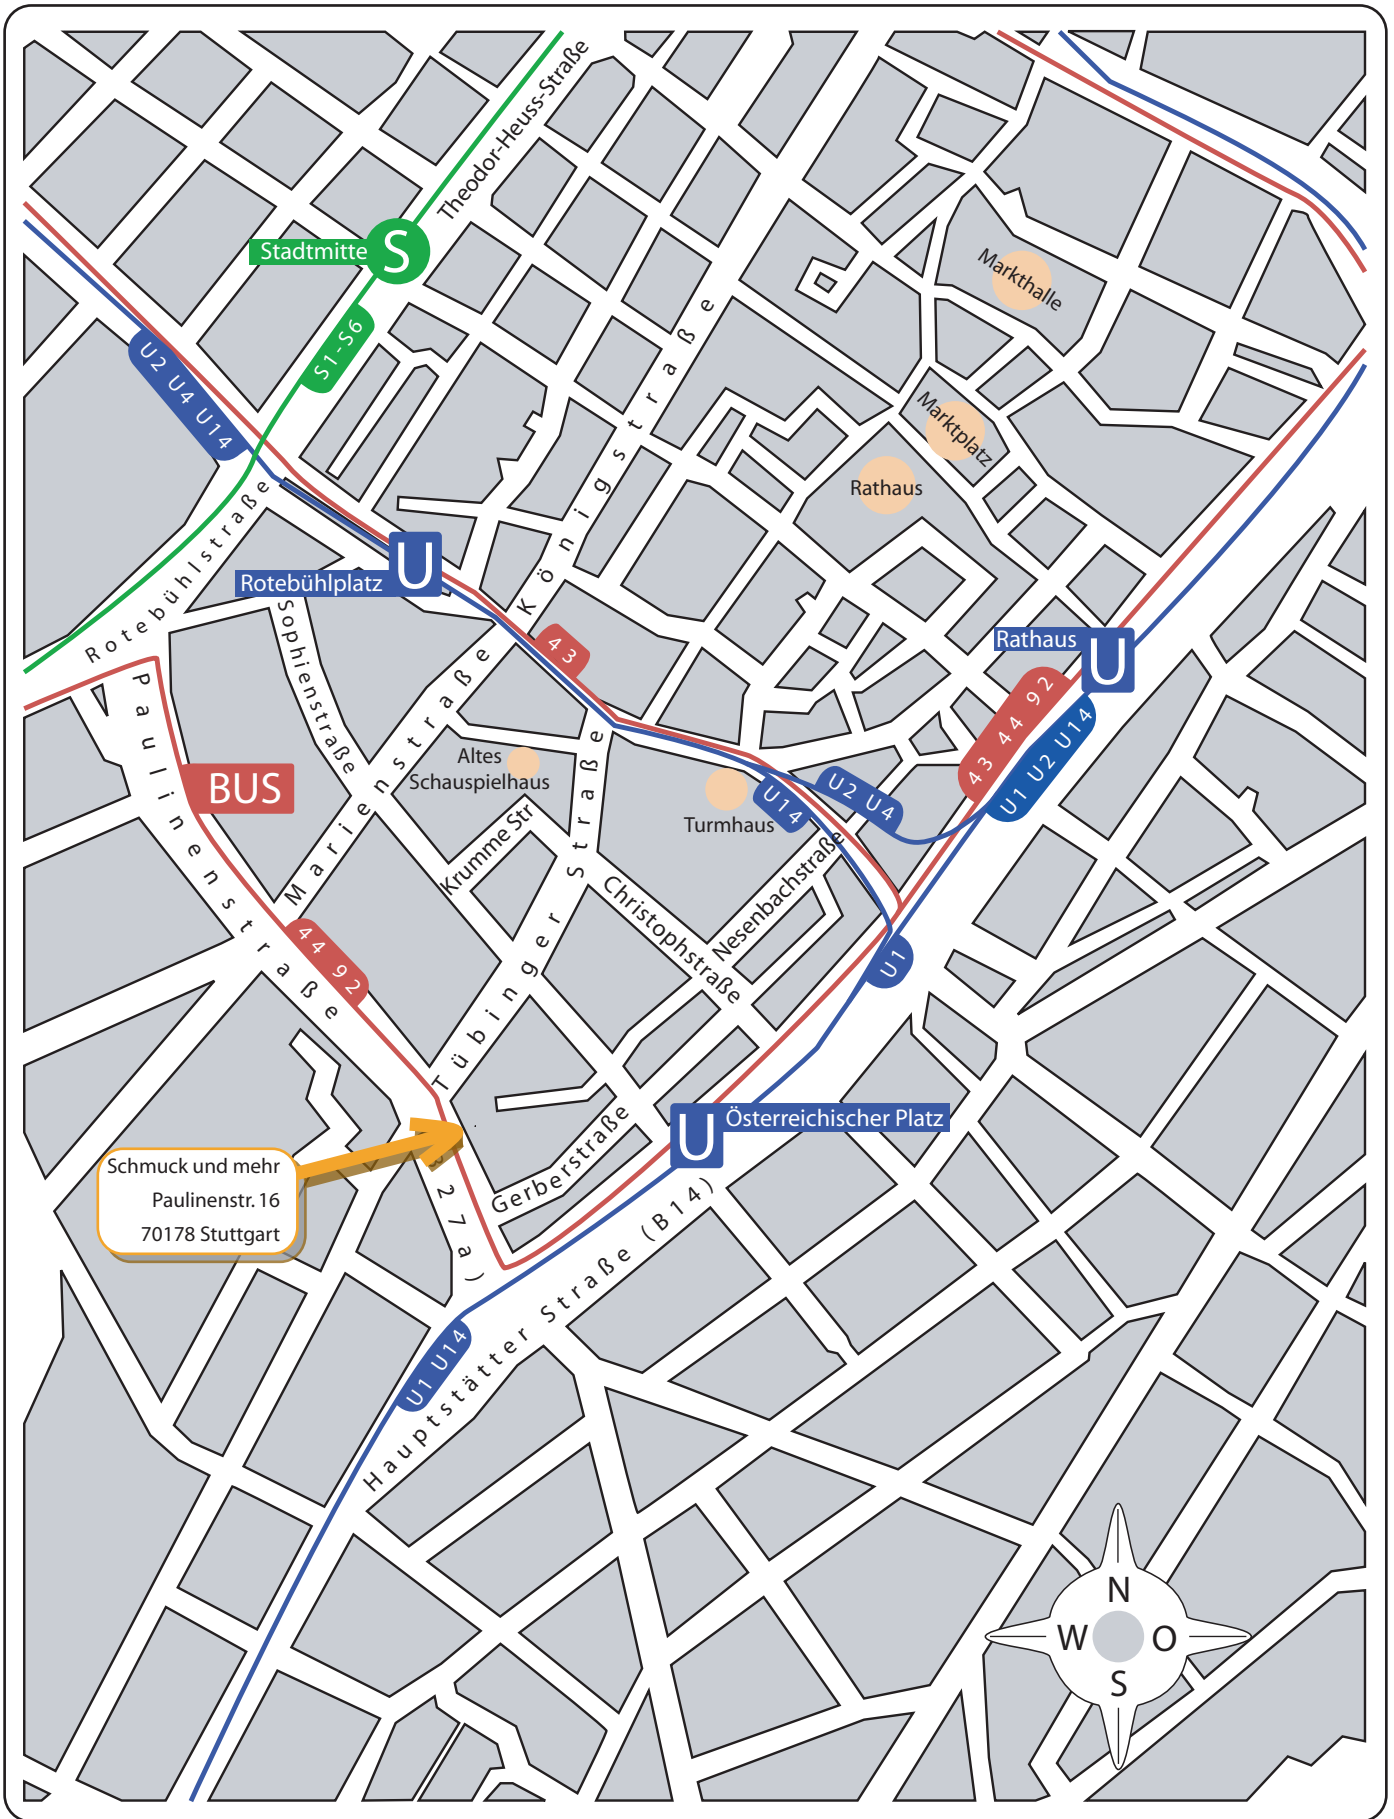 Theodor-Heuss-Straße
S
Stadtmitte
S1-S6
Markthalle
U2 U4 U14
Königstraße
Marktplatz
Rathaus
Rotebühlstraße
U
Rotebühlplatz
Sophienstraße
43
Rathaus
U
Paulinenstraße
Marienstraße
43 44 92
U1 U2 U14
Altes
Schauspielhaus
BUS
Turmhaus
U14
U2 U4
Krumme Str
Tübinger Straße
Christophstraße
Nesenbachstraße
44 92
U1
U
Österreichischer Platz
Gerberstraße
Schmuck und mehr
Paulinenstr. 16
70178 Stuttgart
27a)
Hauptstätter Straße (B14)
U1 U14
N
W O
S